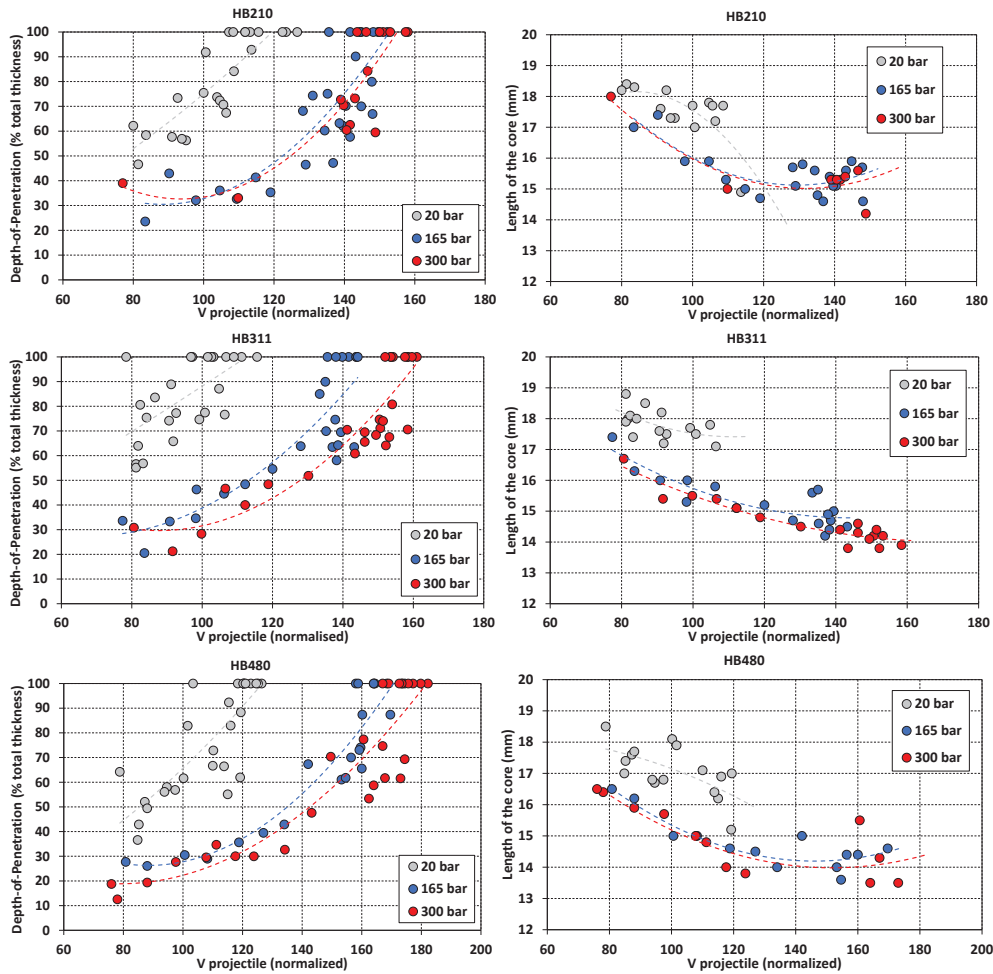 HB210
Depth-of-Penetration (% total thickness)
100
90
80
70
60
50
40
30
20
10
0
20 bar
165 bar
300 bar
60 80 100 120 140 160 180
V projectile (normalized)
HB210
Length of the core (mm)
20
19
18
17
16
15
14
13
12
20 bar
165 bar
300 bar
60 80 100 120 140 160 180
V projectile (normalized)
HB311
Depth-of-Penetration (% total thickness)
100
90
80
70
60
50
40
30
20
10
0
20 bar
165 bar
300 bar
60 80 100 120 140 160 180
V projectile (normalised)
HB311
Length of the core (mm)
20
19
18
17
16
15
14
13
12
20 bar
165 bar
300 bar
60 80 100 120 140 160 180
V projectile (normalized)
HB480
Depth-of-Penetration (% total thickness)
100
90
80
70
60
50
40
30
20
10
0
20 bar
165 bar
300 bar
60 80 100 120 140 160 180 200
V projectile (normalized)
HB480
Length of the core (mm)
20
19
18
17
16
15
14
13
12
20 bar
165 bar
300 bar
60 80 100 120 140 160 180 200
V projectile (normalized)